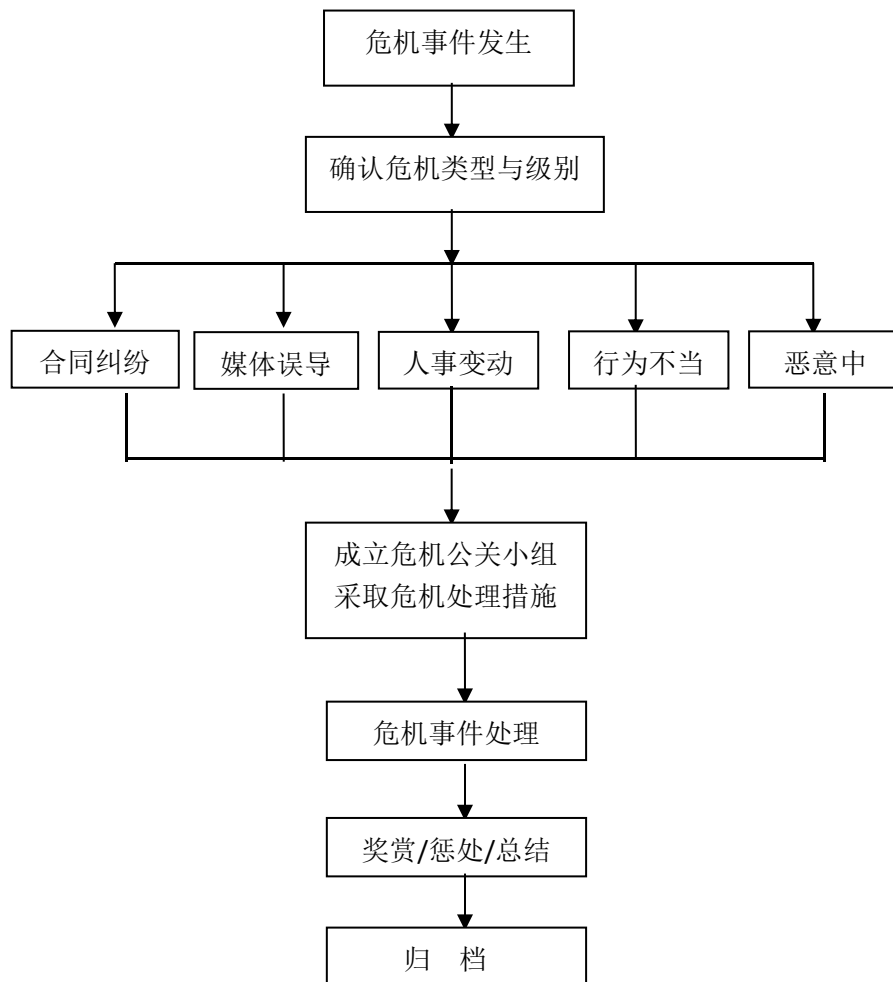 危机事件发生
确认危机类型与级别
合同纠纷
媒体误导
人事变动
行为不当
恶意中
成立危机公关小组
采取危机处理措施
危机事件处理
奖赏/惩处/总结
归 档